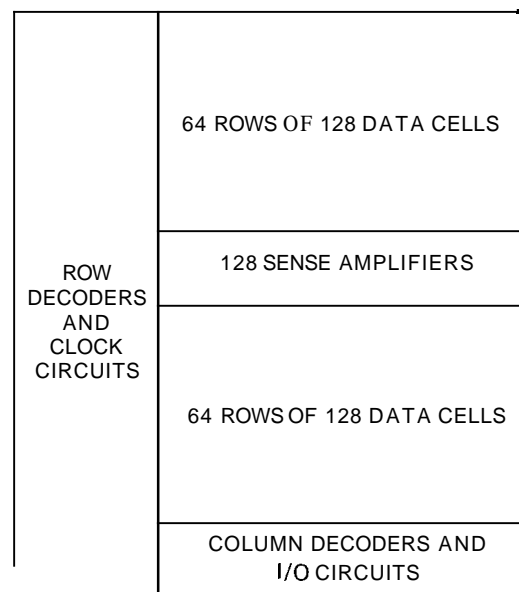 64 ROWS OF 128 DATA CELLS
128 SENSE AMPLIFIERS
ROW
DECODERS
AND
CLOCK
CIRCUITS
64 ROWS OF 128 DATA CELLS
COLUMN DECODERS AND
I/O CIRCUITS